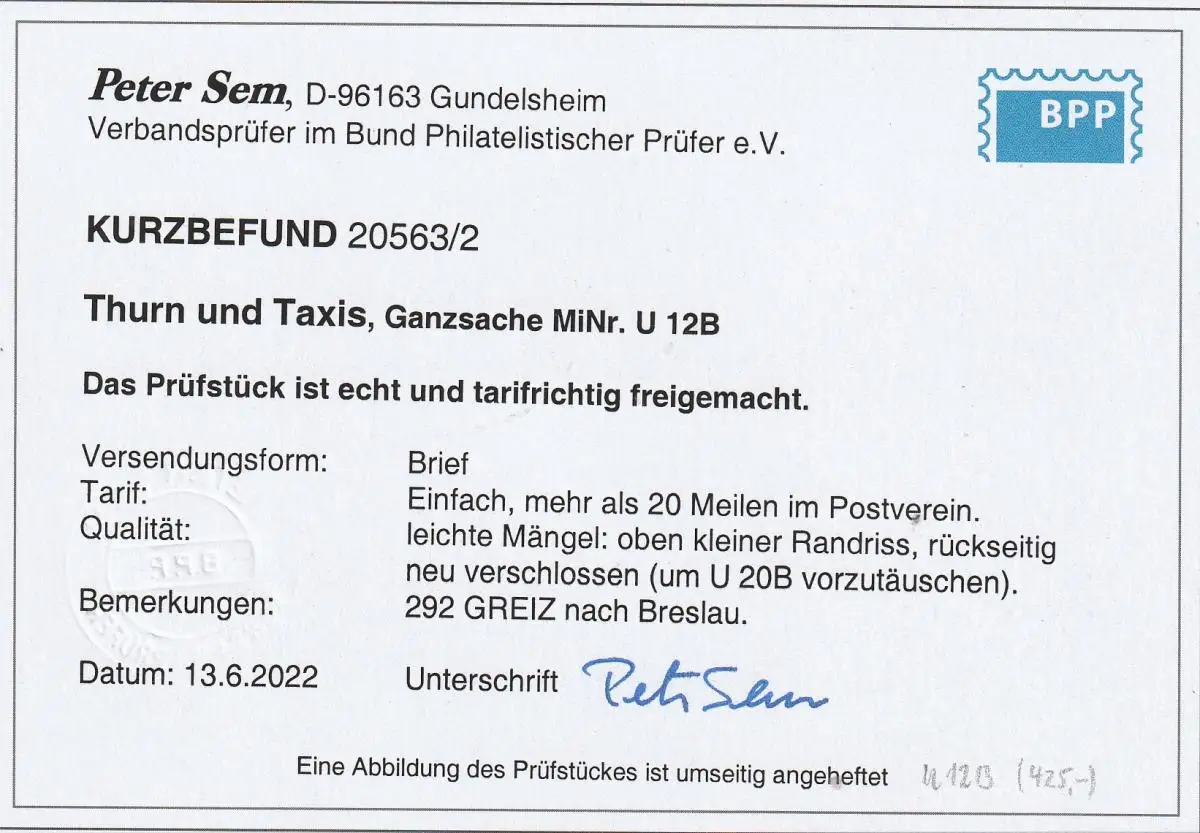 Peter Sem, D-96163 Gundelsheim
BPP
Verbandsprüfer im Bund Philatelistischer Prüfer e.V.
KURZBEFUND 20563/2
Thurn und Taxis, Ganzsache MiNr. U 12B
Das Prüfstück ist echt und tarifrichtig freigemacht.
Versendungsform: Brief
Tarif: Einfach, mehr als 20 Meilen im Postverein.
Qualität: leichte Mängel: oben kleiner Randriss, rückseitig
neu verschlossen (um U 20B vorzutäuschen).
Bemerkungen: 292 GREIZ nach Breslau.
Datum: 13.6.2022 Unterschrift Peter Sem
Eine Abbildung des Prüfstückes ist umseitig angeheftet U 12B (425,-)